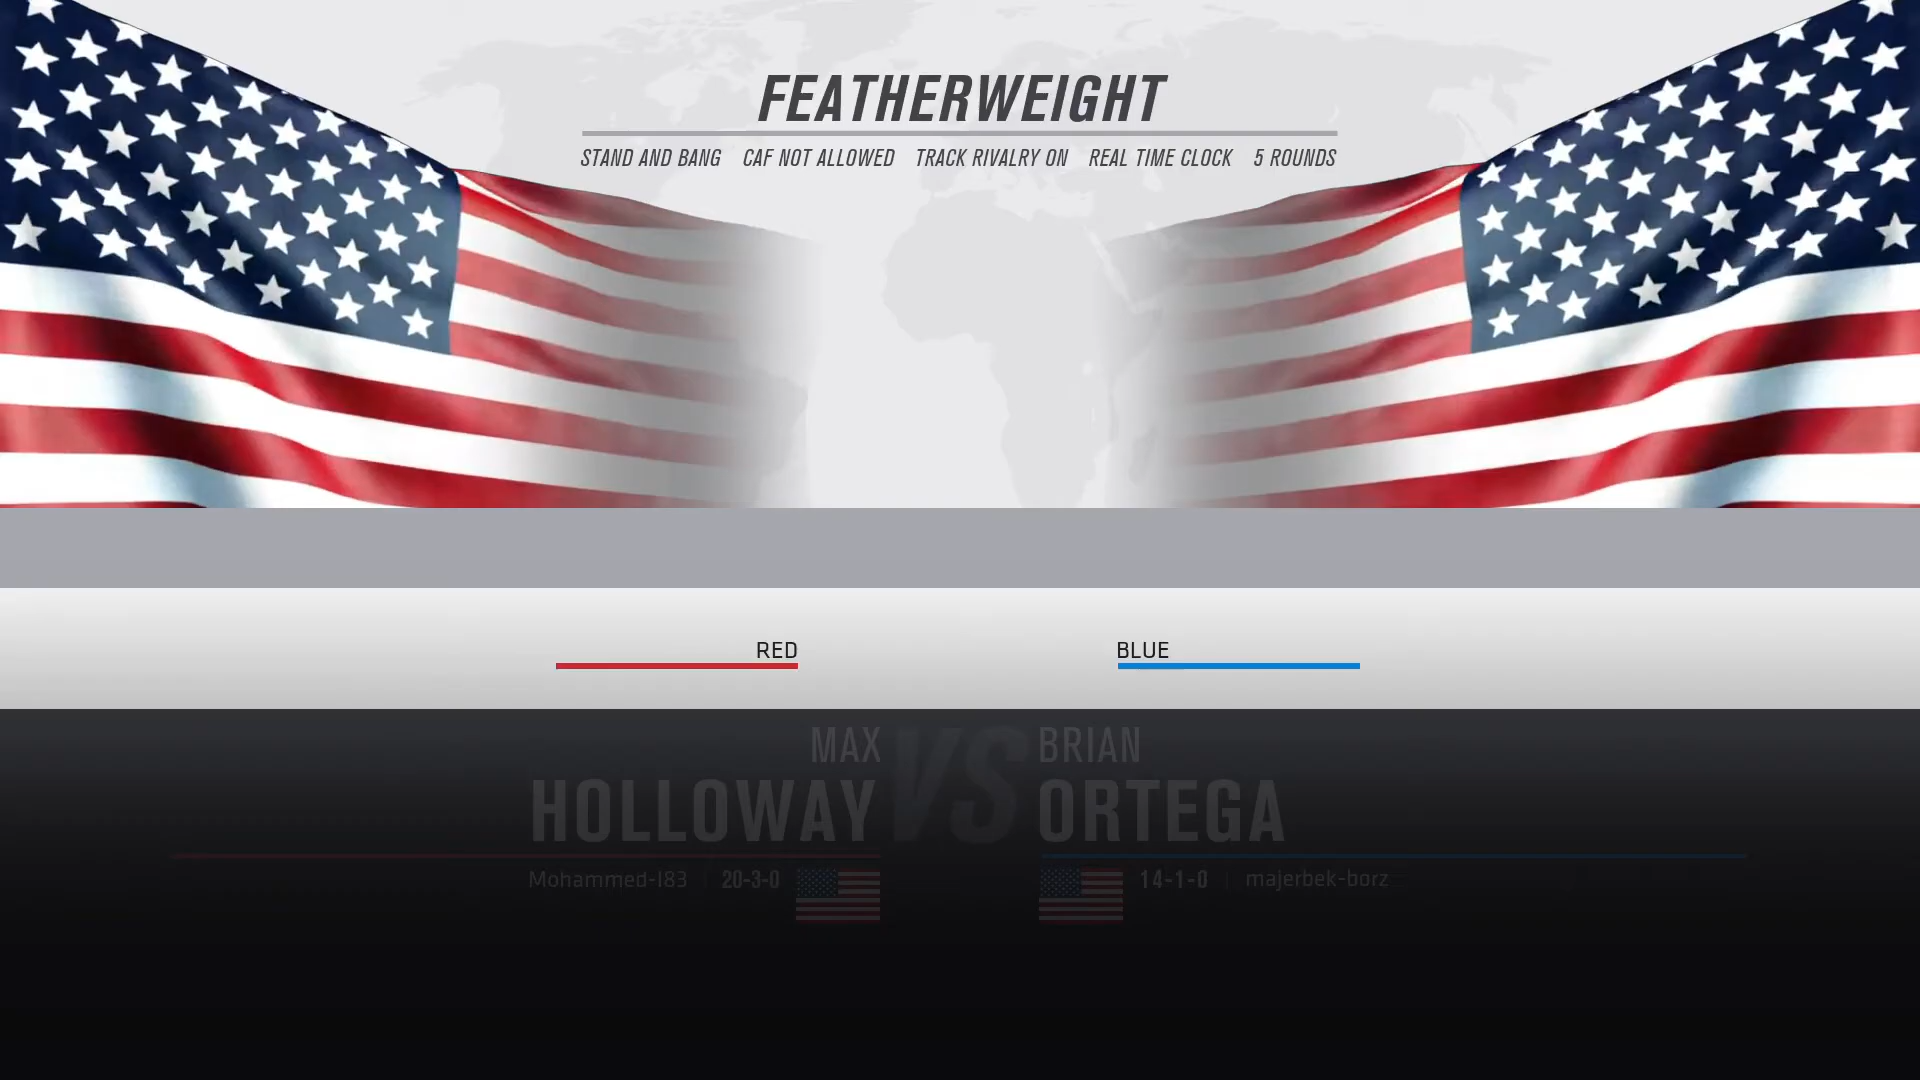 FEATHERWEIGHT
STAND AND BANG CAF NOT ALLOWED TRACK RIVALRY ON REAL TIME CLOCK 5 ROUNDS
RED BLUE
MAX VS BRIAN
HOLLOWAY ORTEGA
Mohammed-I83 20-3-0 14-1-0 majerbek-borz